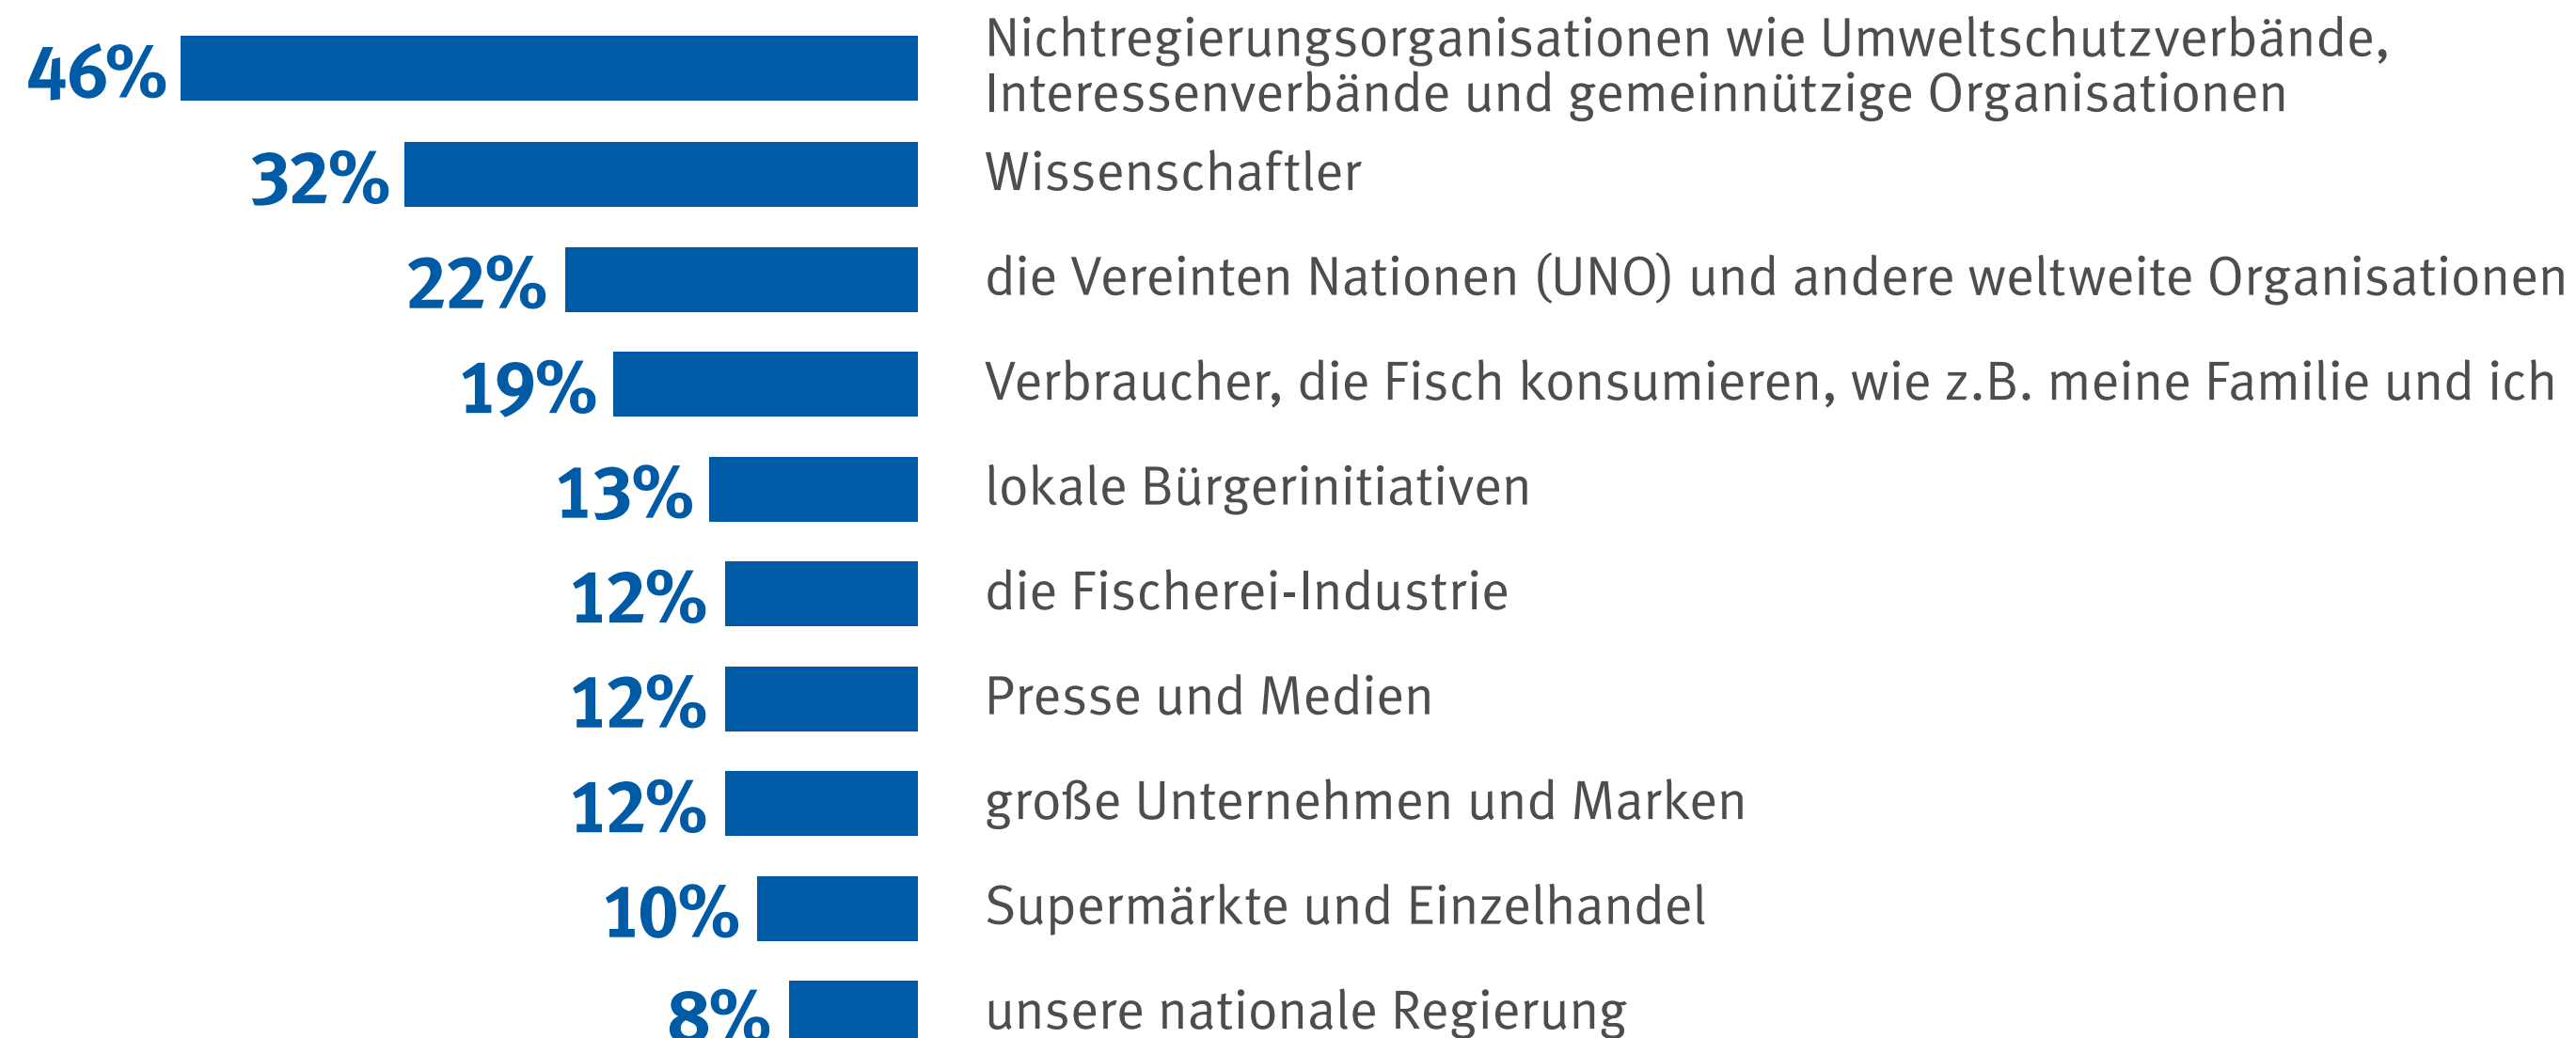 46%
Nichtregierungsorganisationen wie Umweltschutzverbände,
Interessenverbände und gemeinnützige Organisationen
32%
Wissenschaftler
22%
die Vereinten Nationen (UNO) und andere weltweite Organisationen
19%
Verbraucher, die Fisch konsumieren, wie z.B. meine Familie und ich
13%
lokale Bürgerinitiativen
12%
die Fischerei-Industrie
12%
Presse und Medien
12%
große Unternehmen und Marken
10%
Supermärkte und Einzelhandel
8%
unsere nationale Regierung